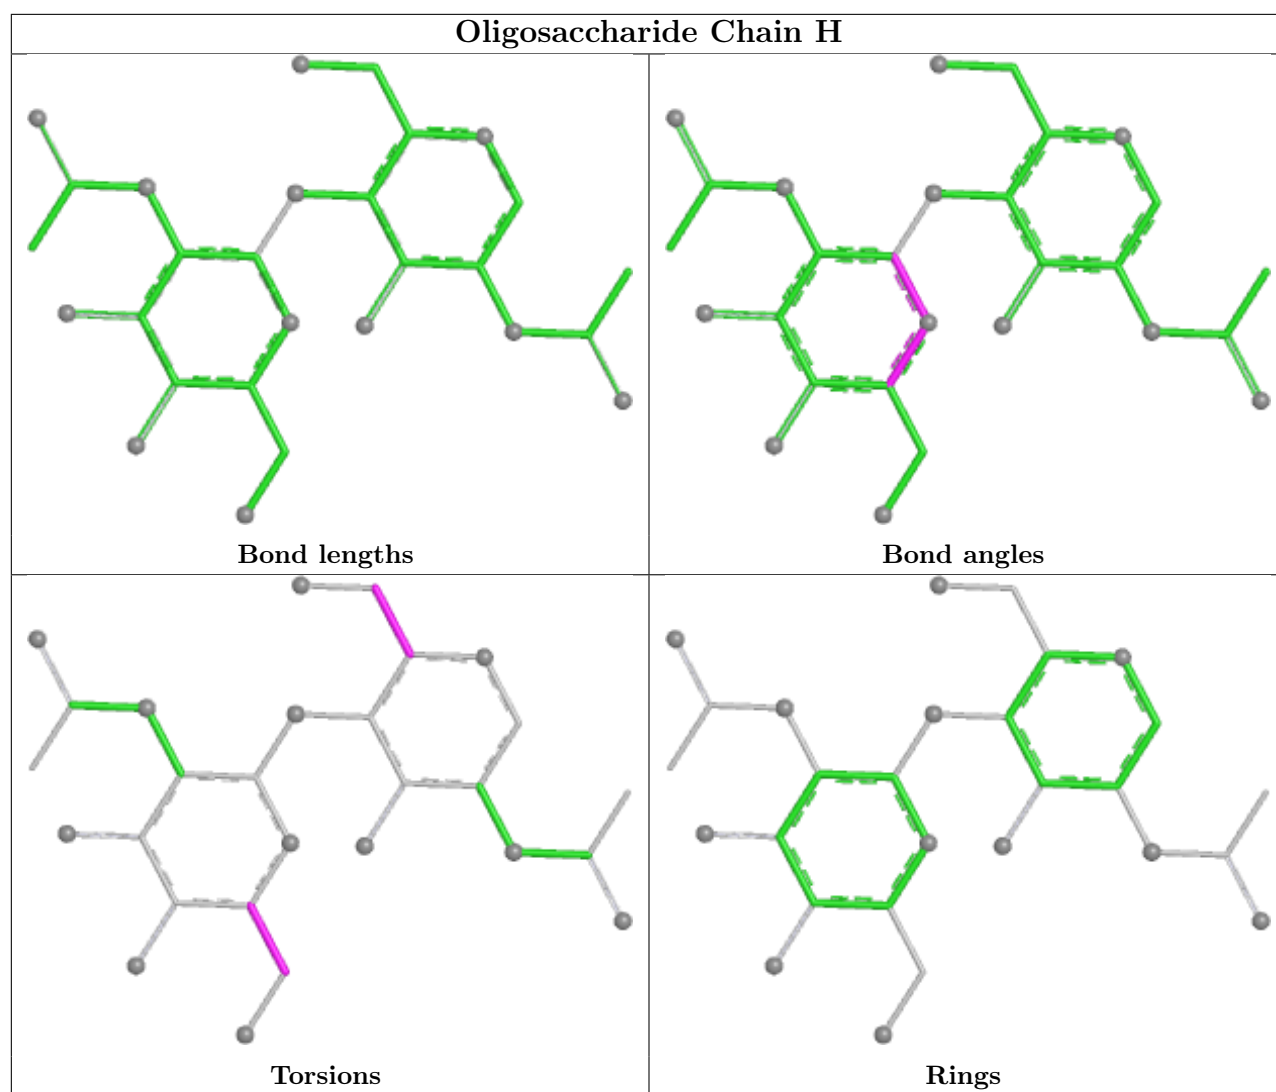 Oligosaccharide Chain H
Bond lengths
Bond angles
Torsions
Rings